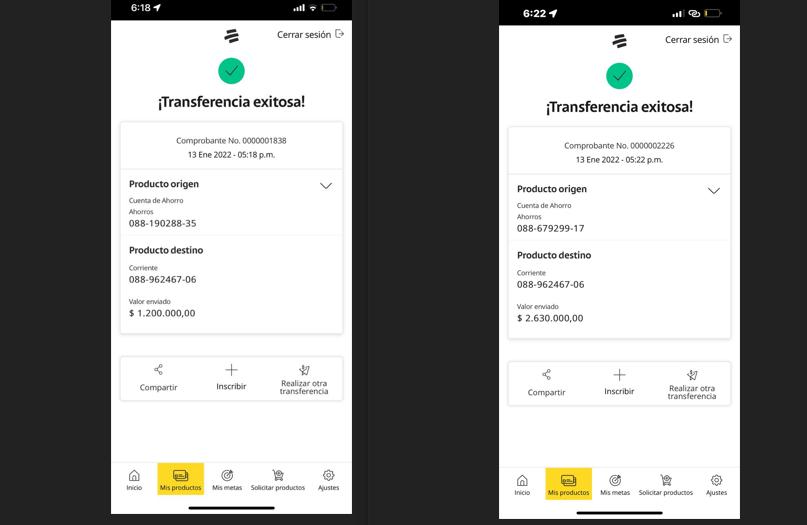 6:18
Cerrar sesión
¡Transferencia exitosa!
Comprobante No. 0000001838
13 Ene 2022 - 05:18 p.m.
Producto origen
Cuenta de Ahorro
Ahorros
088-190288-35
Producto destino
Corriente
088-962467-06
Valor enviado
$ 1.200.000,00
Compartir
Inscribir
Realizar otra
transferencia
Inicio
Mis productos
Mis metas
Solicitar productos
Ajustes
6:22
Cerrar sesión
¡Transferencia exitosa!
Comprobante No. 0000002226
13 Ene 2022 - 05:22 p.m.
Producto origen
Cuenta de Ahorro
Ahorros
088-679299-17
Producto destino
Corriente
088-962467-06
Valor enviado
$ 2.630.000,00
Compartir
Inscribir
Realizar otra
transferencia
Inicio
Mis productos
Mis metas
Solicitar productos
Ajustes